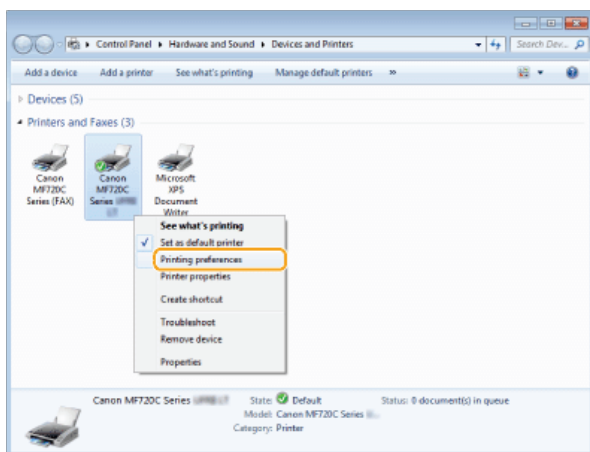 Control Panel ▸ Hardware and Sound ▸ Devices and Printers
Search Dev...
Add a device Add a printer See what's printing Manage default printers »
Devices (5)
Printers and Faxes (3)
Canon MF720C Series (FAX)
Canon MF720C Series
Microsoft XPS Document Writer
See what's printing
Set as default printer
Printing preferences
Printer properties
Create shortcut
Troubleshoot
Remove device
Properties
Canon MF720C Series State: Default Status: 0 document(s) in queue
Model: Canon MF720C Series
Category: Printer